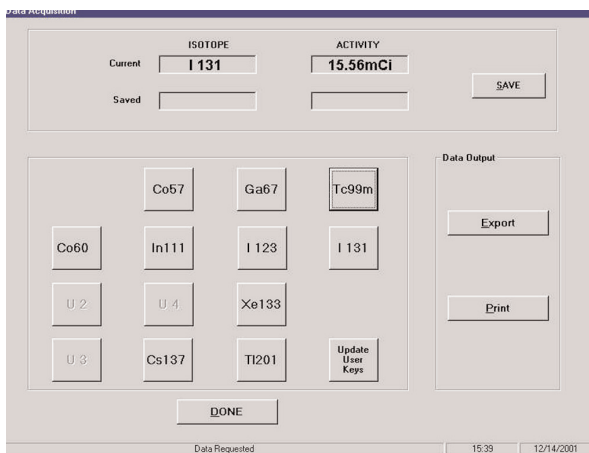 Data Acquisition
ISOTOPE ACTIVITY
Current I 131 15.56mCi
SAVE
Saved
Data Output
Co57 Ga67 Tc99m
Export
Co60 In111 I 123 I 131
U 2 U 4 Xe133
Print
U 3 Cs137 Tl201 Update
User
Keys
DONE
Data Requested 15:39 12/14/2001